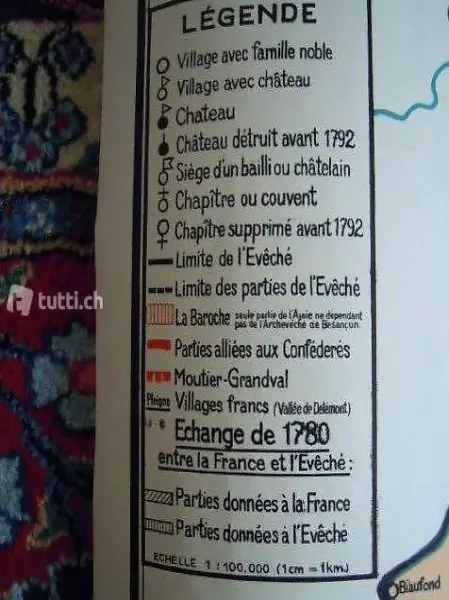 LÉGENDE
Village avec famille noble
Village avec château
Chateau
Château détruit avant 1792
Siège d'un bailli ou châtelain
Chapître ou couvent
Chapître supprimé avant 1792
Limite de l'Evêché
Limite des parties de l'Evêché
La Baroche seule partie de l'Ajoie ne dépendant
pas de l'Archevêché de Besançon.
Parties alliées aux Confédérés
Moutier-Grandval
Pleigne Villages francs (Vallée de Delémont)
Echange de 1780
entre la France et l'Evêché :
Parties données à la France
Parties données à l'Evêché
ECHELLE 1 : 100,000 (1cm = 1km)
Biaufond
tutti.ch